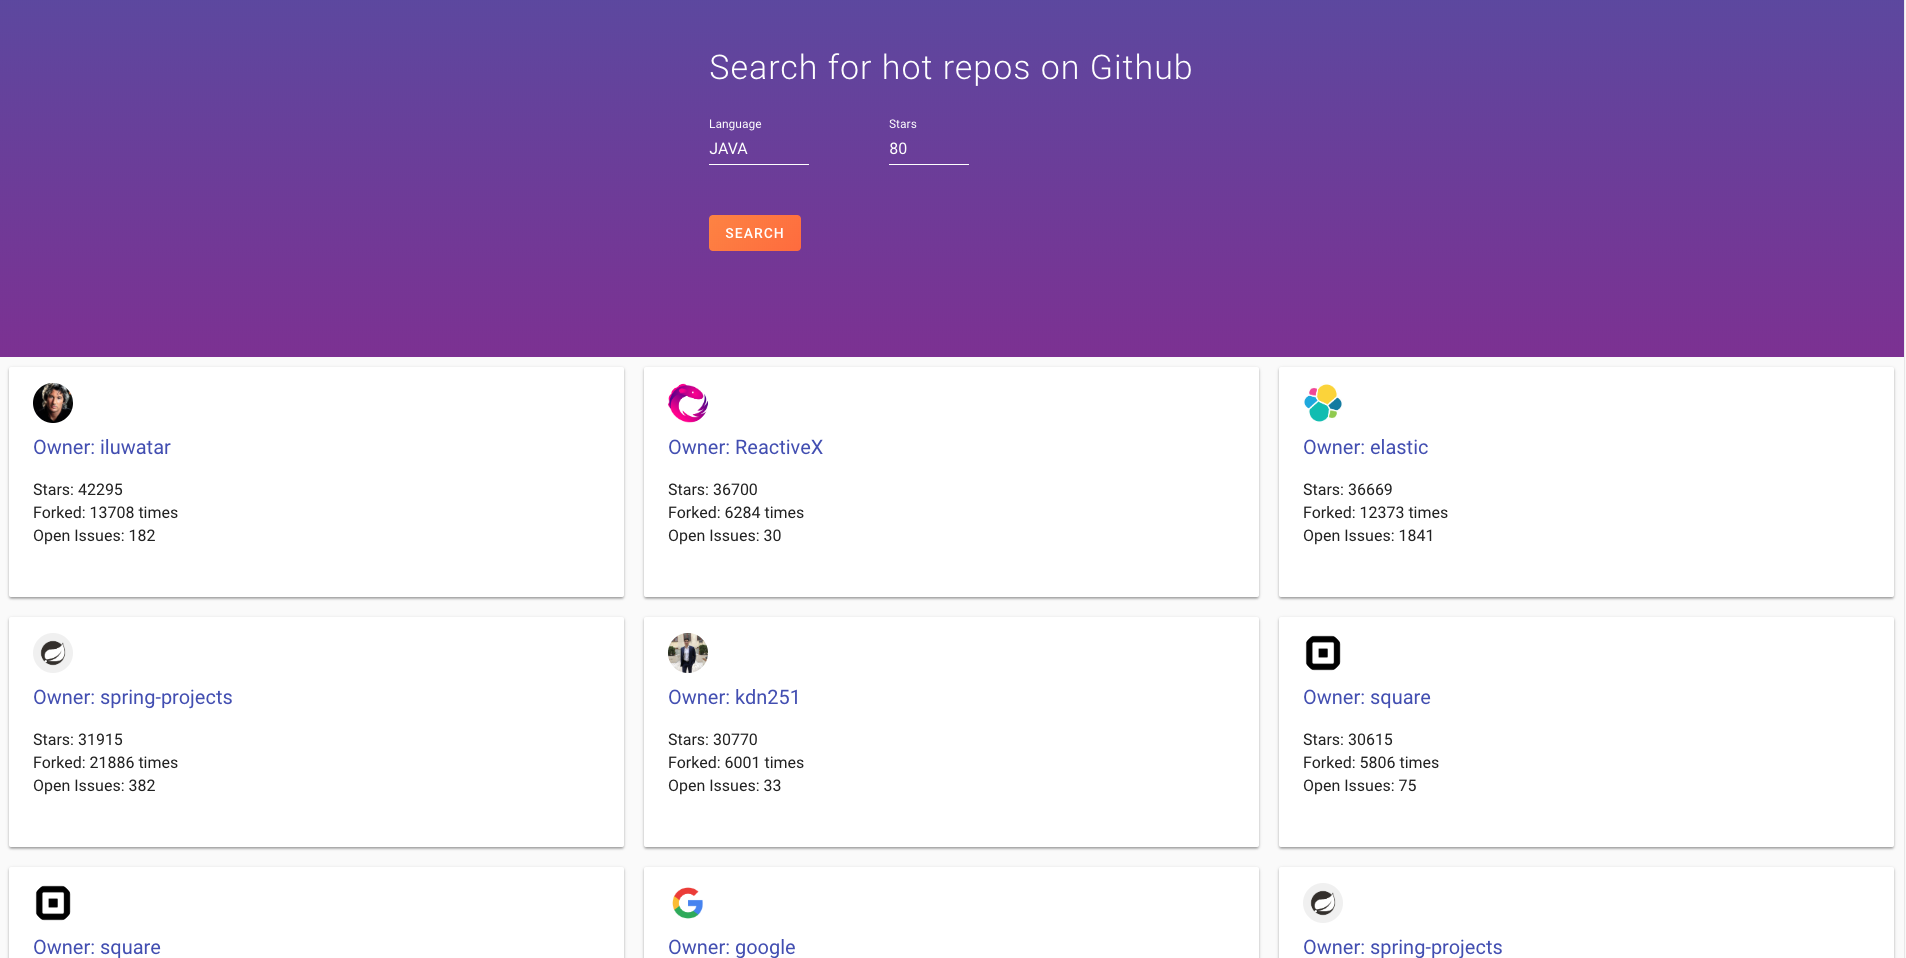 Search for hot repos on Github
Language
Stars
JAVA
80
SEARCH
Owner: iluwatar
Stars: 42295
Forked: 13708 times
Open Issues: 182
Owner: ReactiveX
Stars: 36700
Forked: 6284 times
Open Issues: 30
Owner: elastic
Stars: 36669
Forked: 12373 times
Open Issues: 1841
Owner: spring-projects
Stars: 31915
Forked: 21886 times
Open Issues: 382
Owner: kdn251
Stars: 30770
Forked: 6001 times
Open Issues: 33
Owner: square
Stars: 30615
Forked: 5806 times
Open Issues: 75
Owner: square
Owner: google
Owner: spring-projects